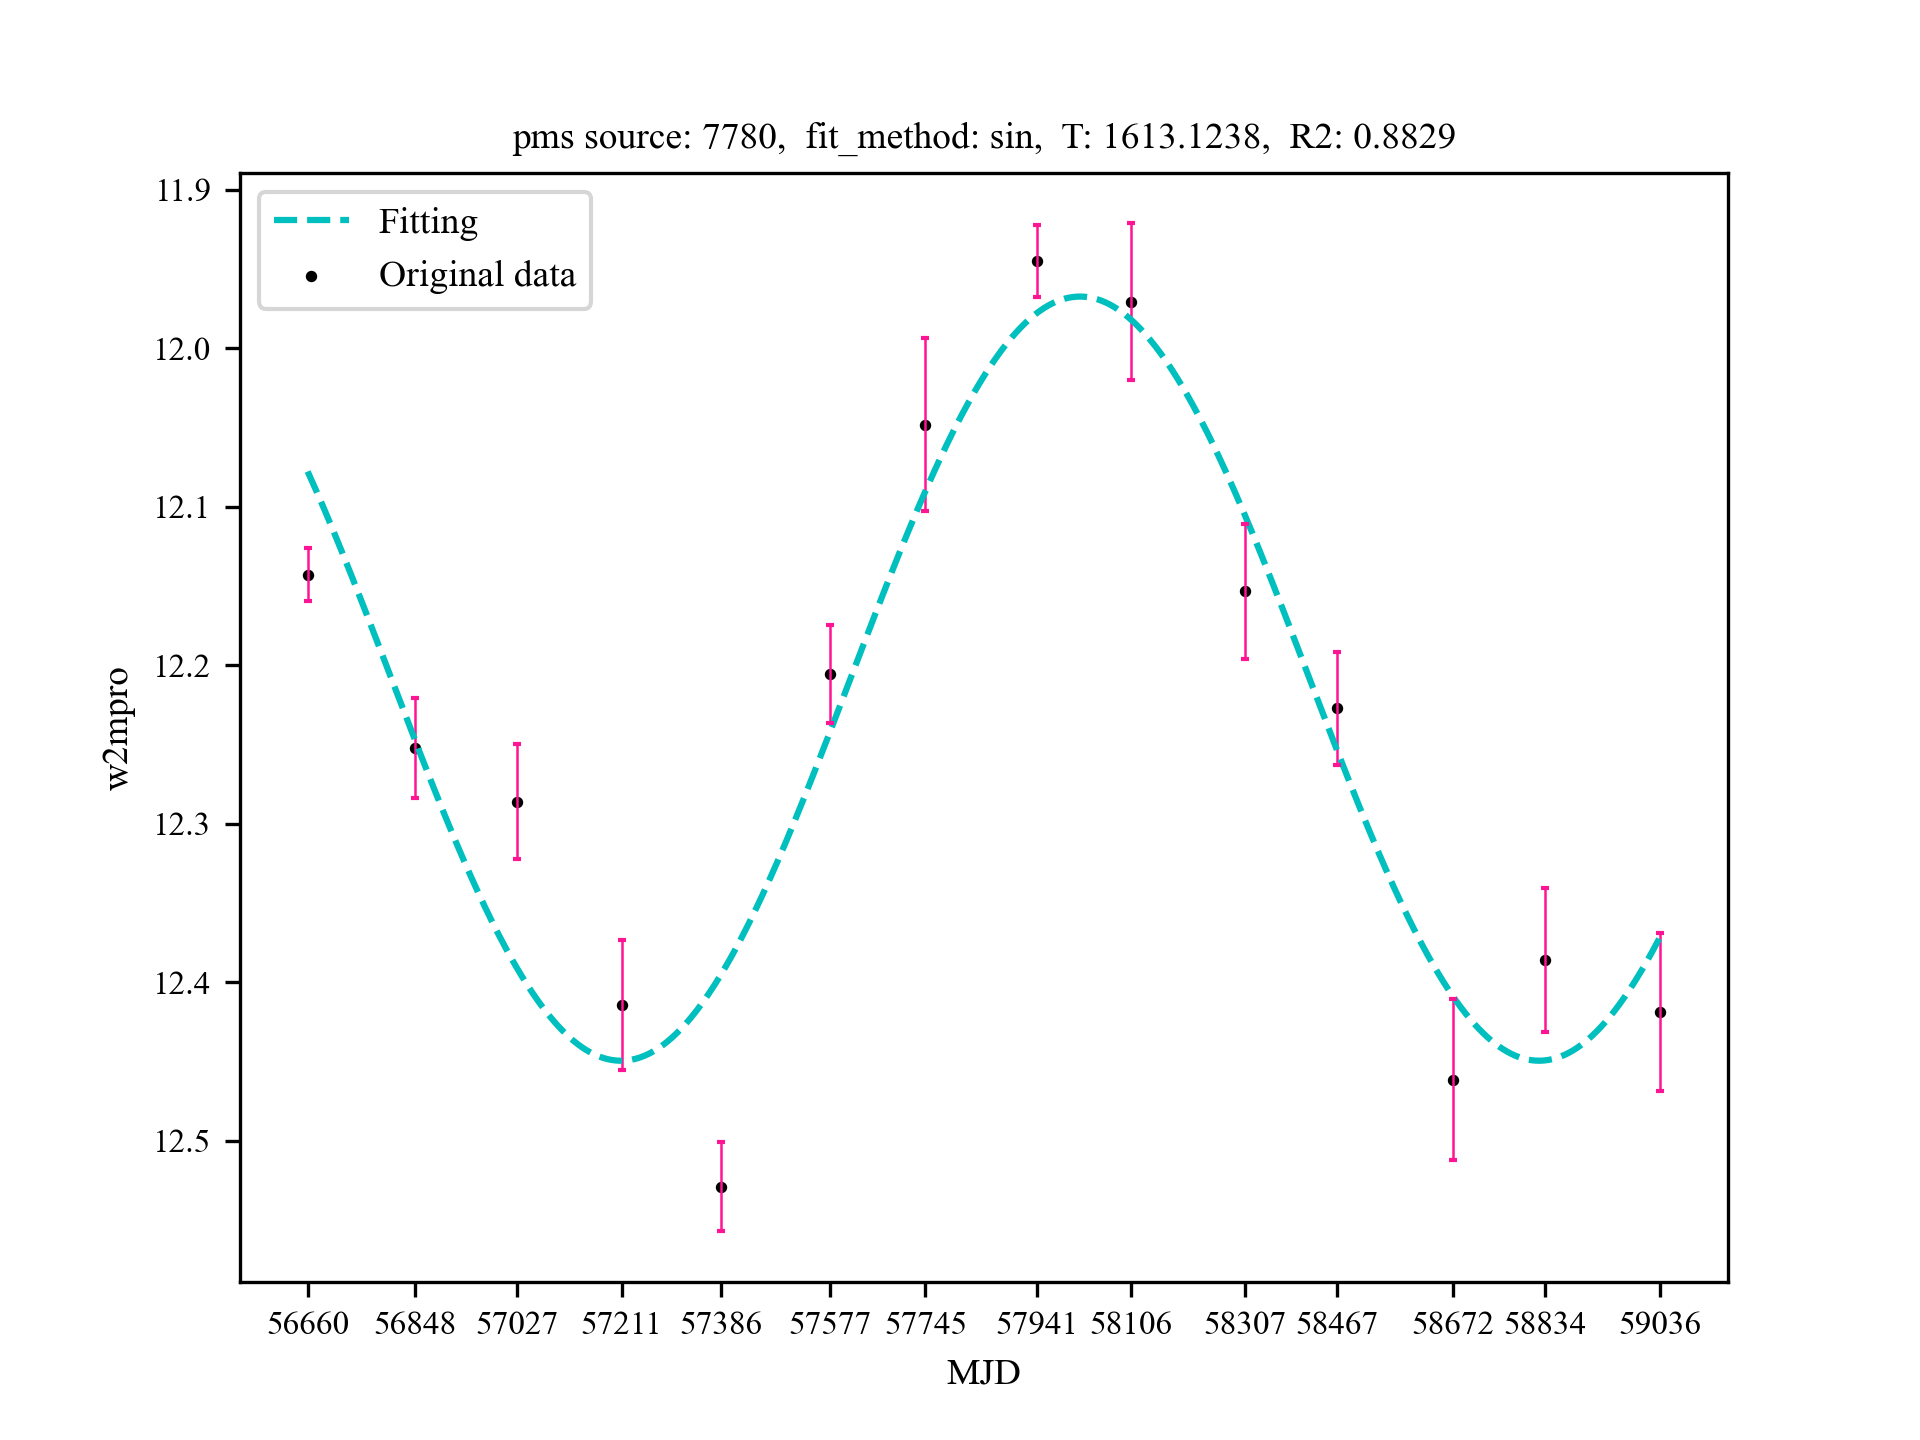 pms source: 7780,  fit_method: sin,  T: 1613.1238,  R2: 0.8829
Fitting
Original data
11.9
12.0
12.1
12.2
12.3
12.4
12.5
w2mpro
56660 56848 57027 57211 57386 57577 57745 57941 58106 58307 58467 58672 58834 59036
MJD